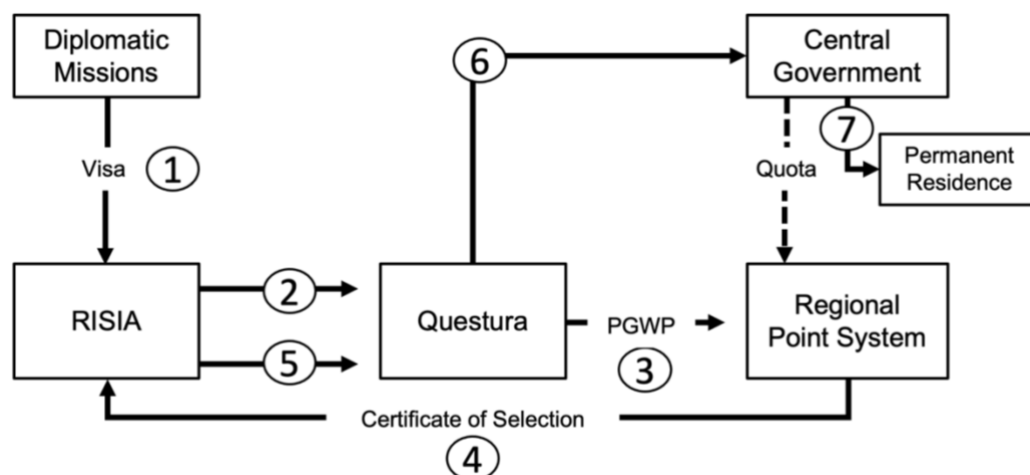 Diplomatic
Missions
6
Central
Government
Visa
1
7
Quota
Permanent
Residence
RISIA
2
5
Questura
PGWP
3
Regional
Point System
Certificate of Selection
4